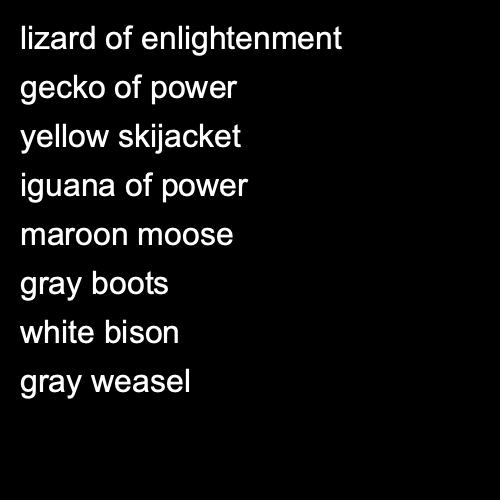 lizard of enlightenment
gecko of power
yellow skijacket
iguana of power
maroon moose
gray boots
white bison
gray weasel